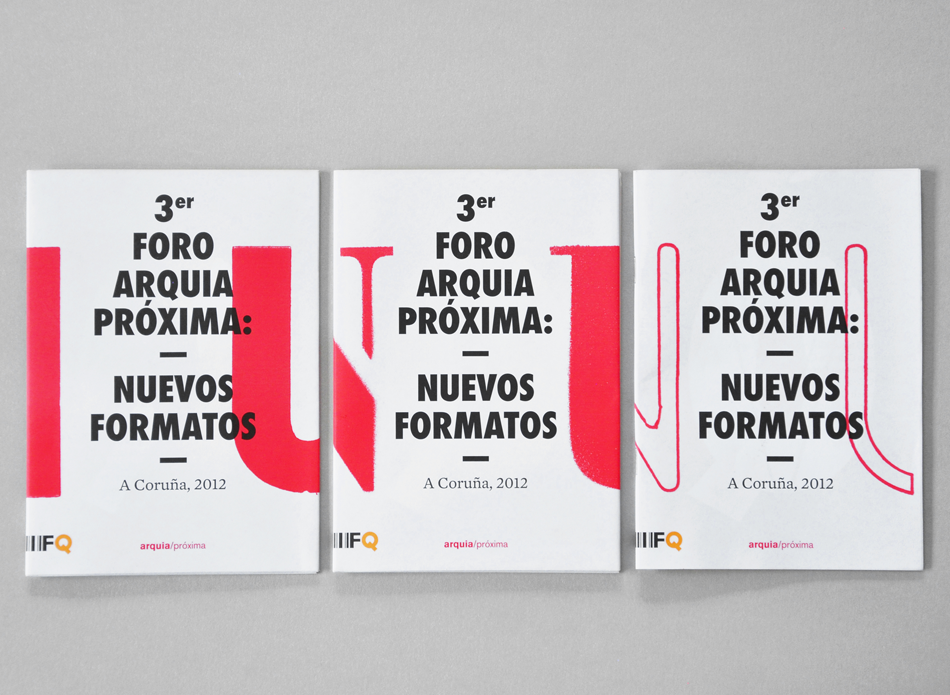 3er
FORO
ARQUIA
PRÓXIMA:
—
NUEVOS
FORMATOS
—
A Coruña, 2012
FQ
arquia/próxima
N U
3er
FORO
ARQUIA
PRÓXIMA:
—
NUEVOS
FORMATOS
—
A Coruña, 2012
FQ
arquia/próxima
N U
3er
FORO
ARQUIA
PRÓXIMA:
—
NUEVOS
FORMATOS
—
A Coruña, 2012
FQ
arquia/próxima